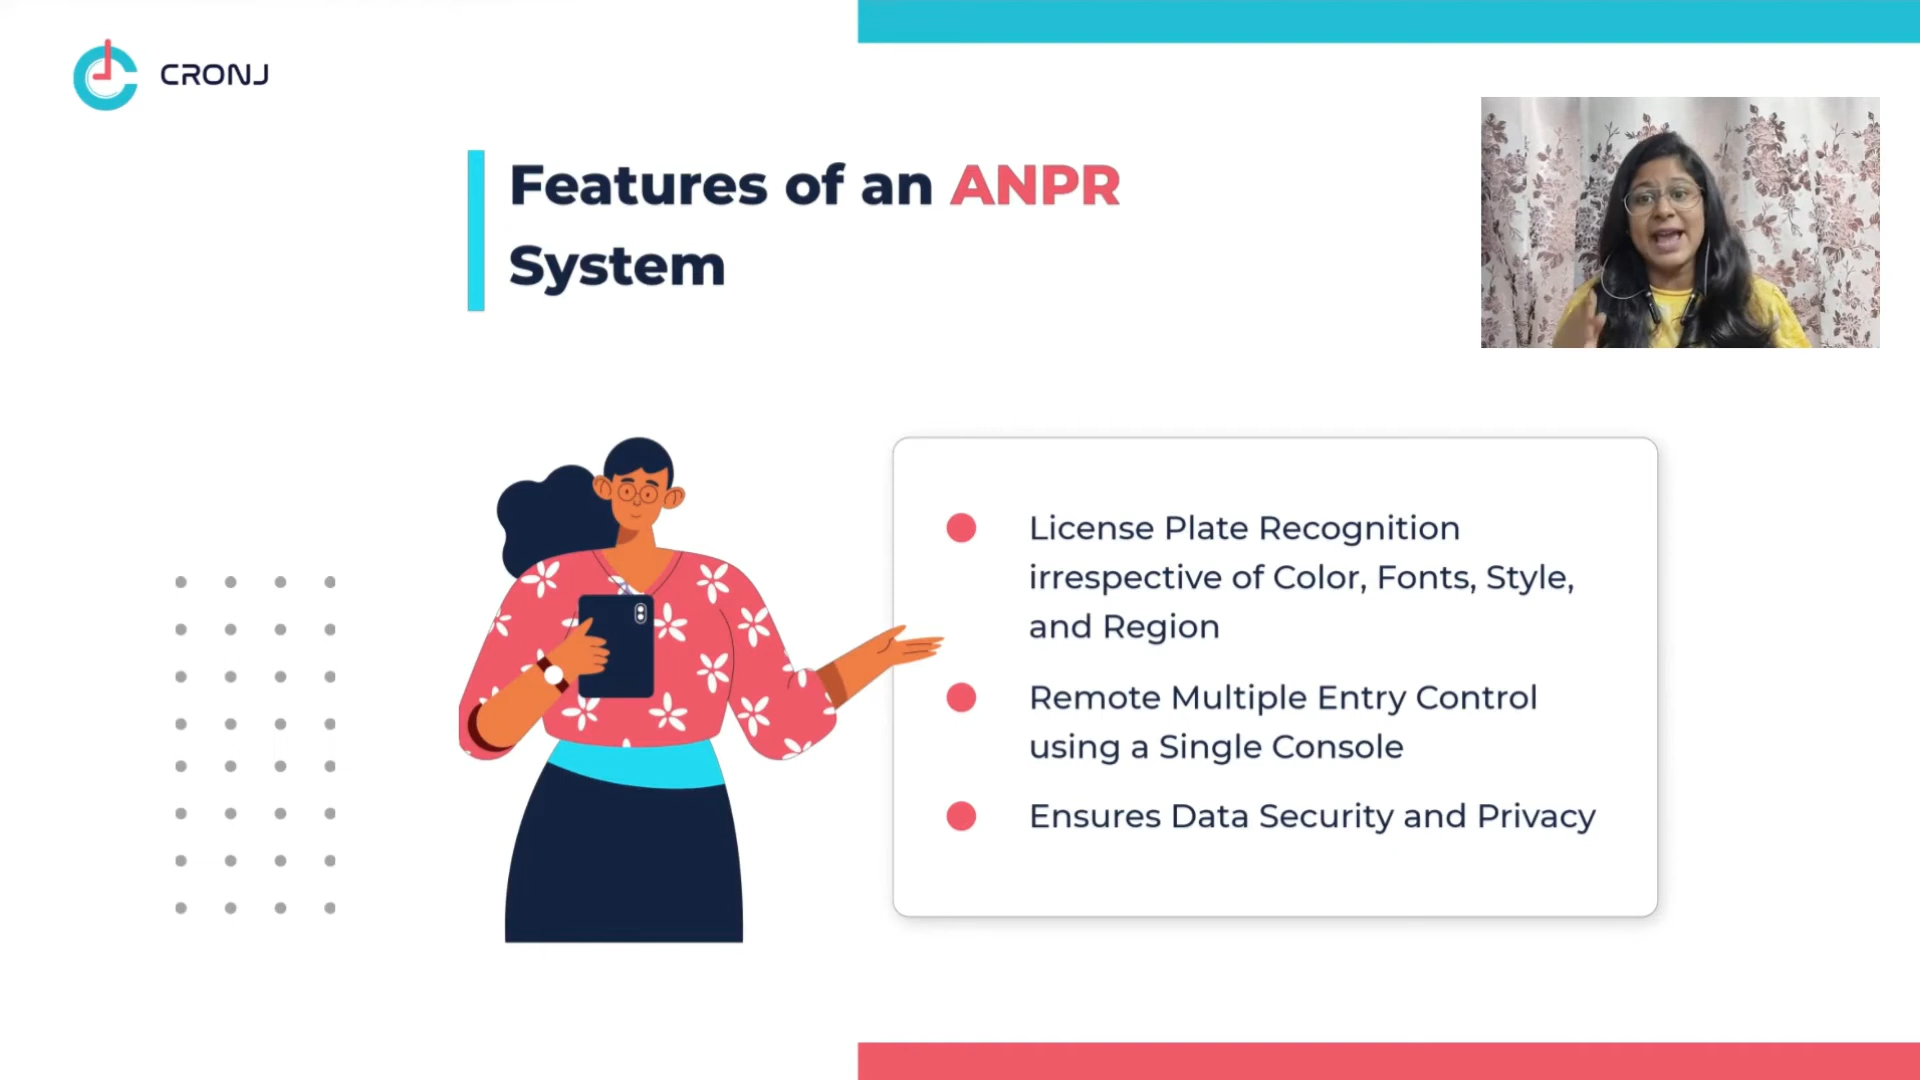 CRONJ
Features of an ANPR
System
License Plate Recognition
irrespective of Color, Fonts, Style,
and Region
Remote Multiple Entry Control
using a Single Console
Ensures Data Security and Privacy